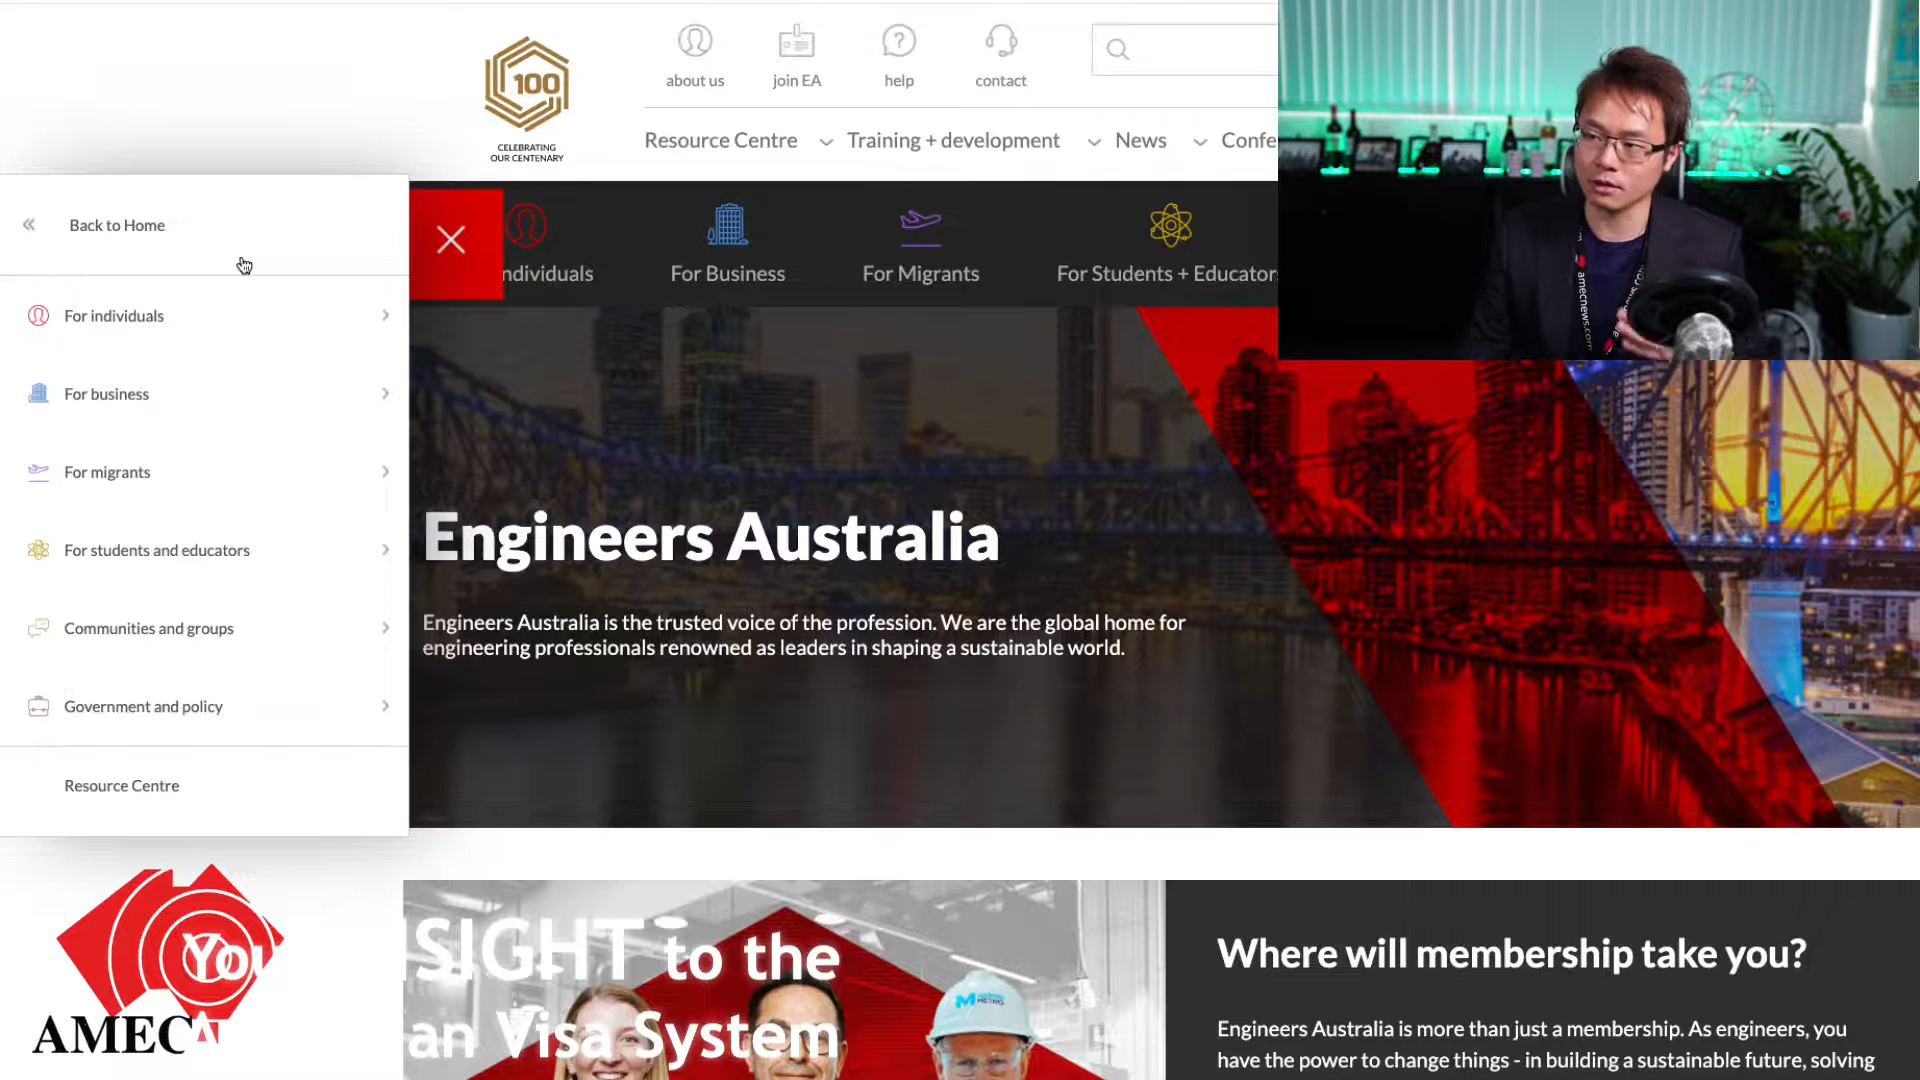 100
CELEBRATING
OUR CENTENARY
about us
join EA
help
contact
Resource Centre
Training + development
News
Confe
Back to Home
For individuals
For business
For migrants
For students and educators
Communities and groups
Government and policy
Resource Centre
ndividuals
For Business
For Migrants
For Students + Educator
amecnews.com
Engineers Australia
Engineers Australia is the trusted voice of the profession. We are the global home for
engineering professionals renowned as leaders in shaping a sustainable world.
AMEC
You
SIGHT to the
an Visa System
METRO
Where will membership take you?
Engineers Australia is more than just a membership. As engineers, you
have the power to change things - in building a sustainable future, solving